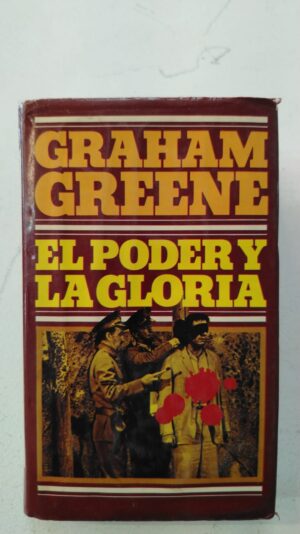 GRAHAM
GREENE
EL PODER Y
LA GLORIA